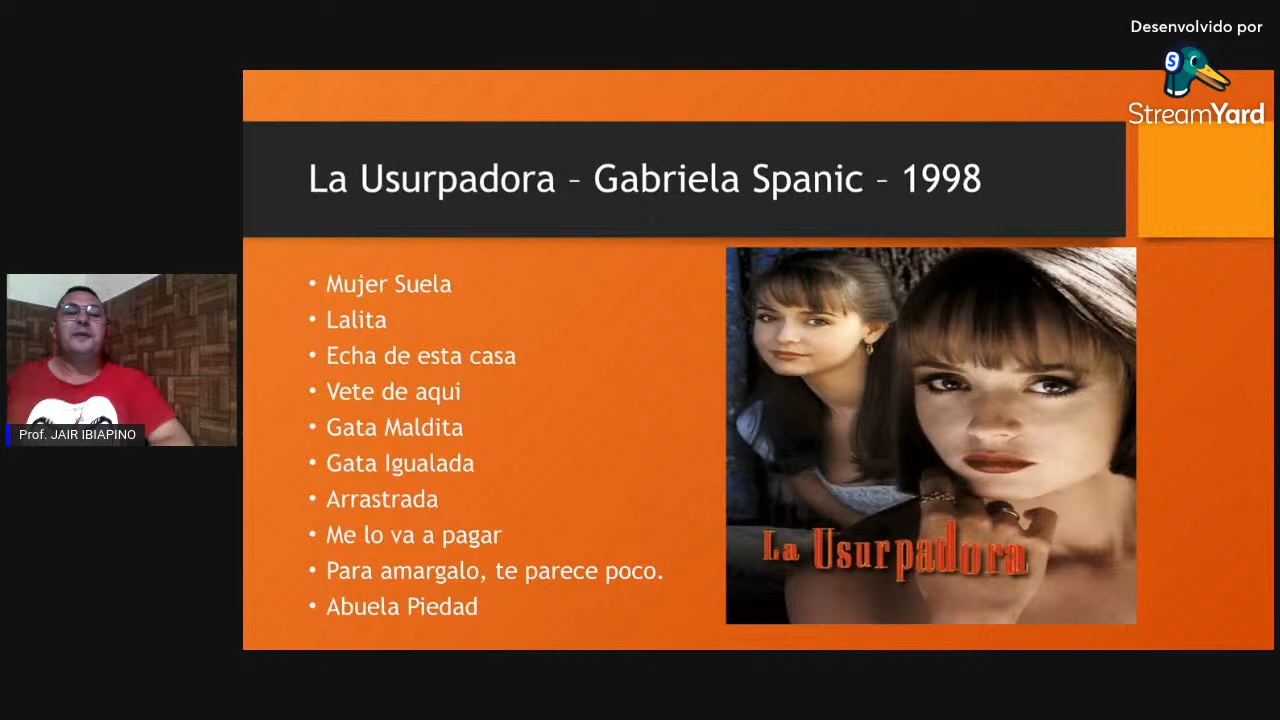 Desenvolvido por
StreamYard
La Usurpadora – Gabriela Spanic – 1998
• Mujer Suela
• Lalita
• Echa de esta casa
• Vete de aqui
• Gata Maldita
• Gata Igualada
• Arrastrada
• Me lo va a pagar
• Para amargalo, te parece poco.
• Abuela Piedad
La Usurpadora
Prof. JAIR IBIAPINO